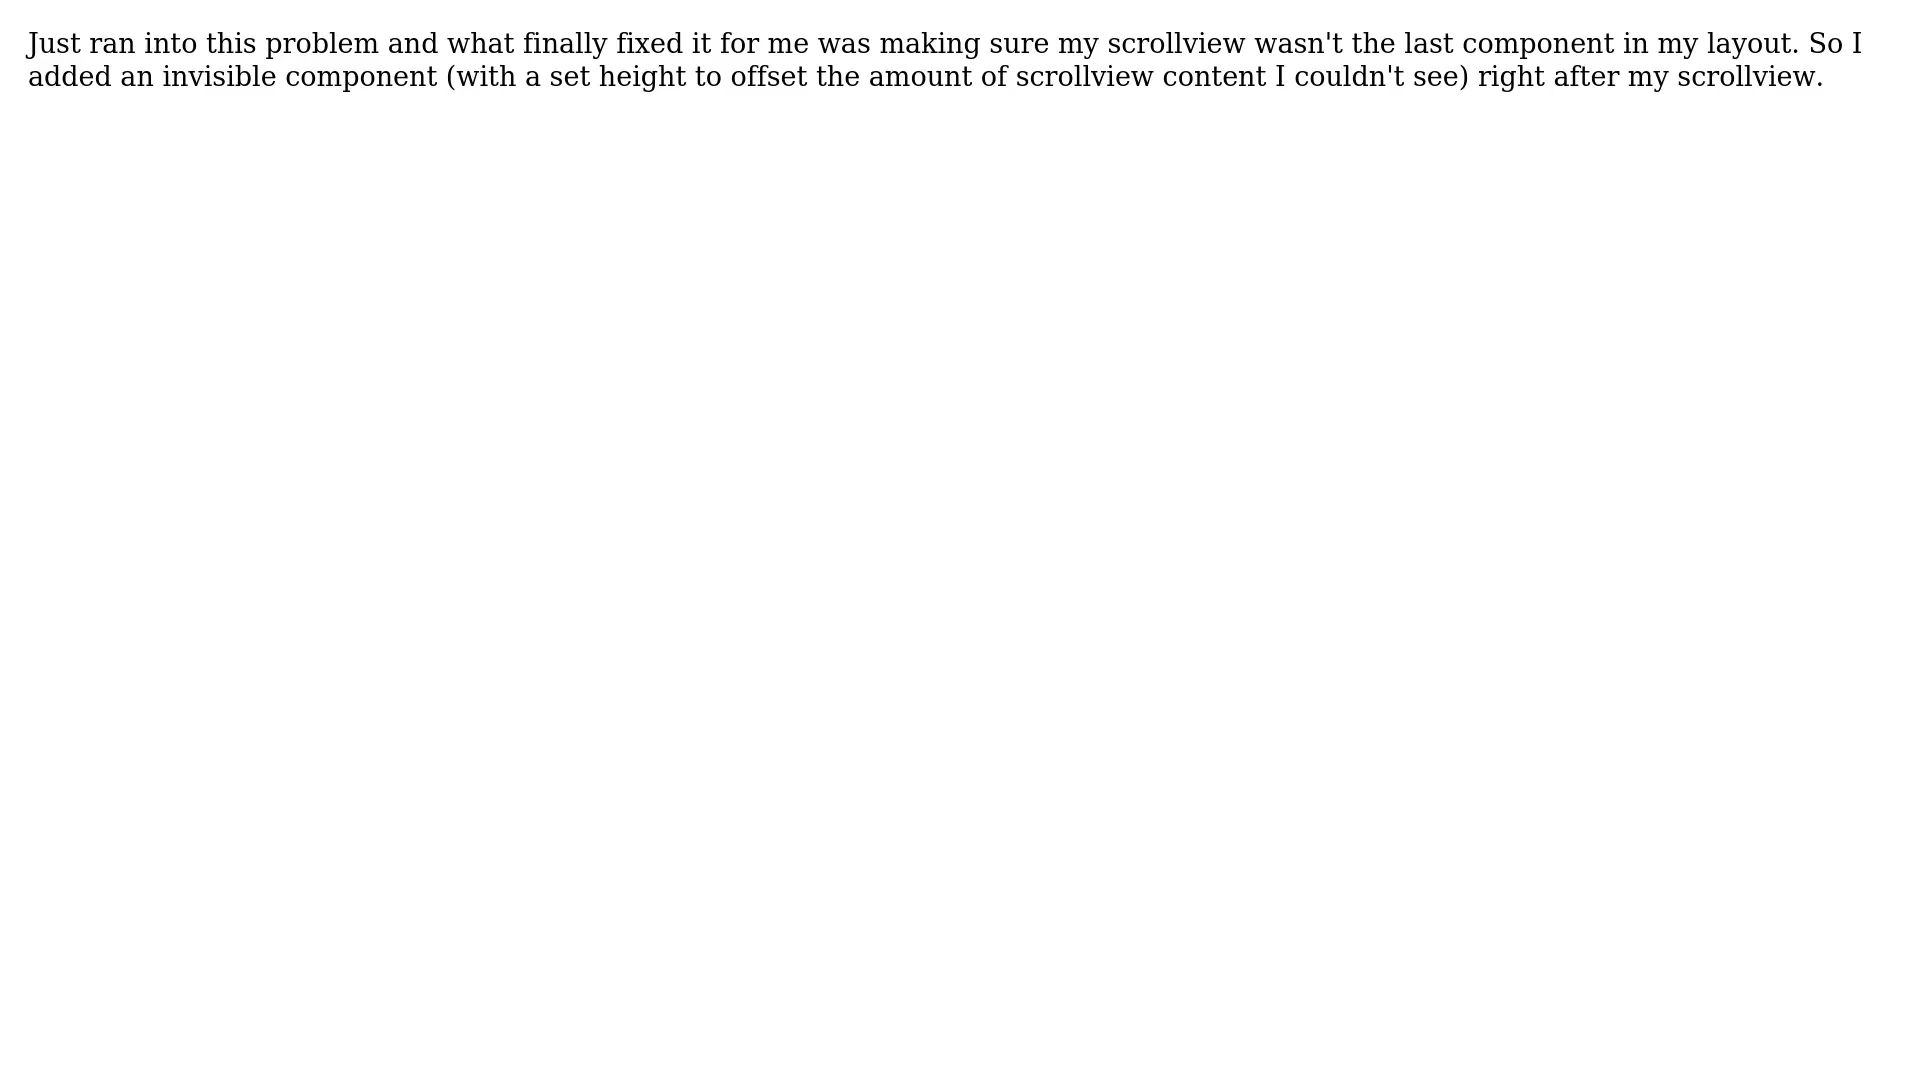 Just ran into this problem and what finally fixed it for me was making sure my scrollview wasn't the last component in my layout. So I
added an invisible component (with a set height to offset the amount of scrollview content I couldn't see) right after my scrollview.